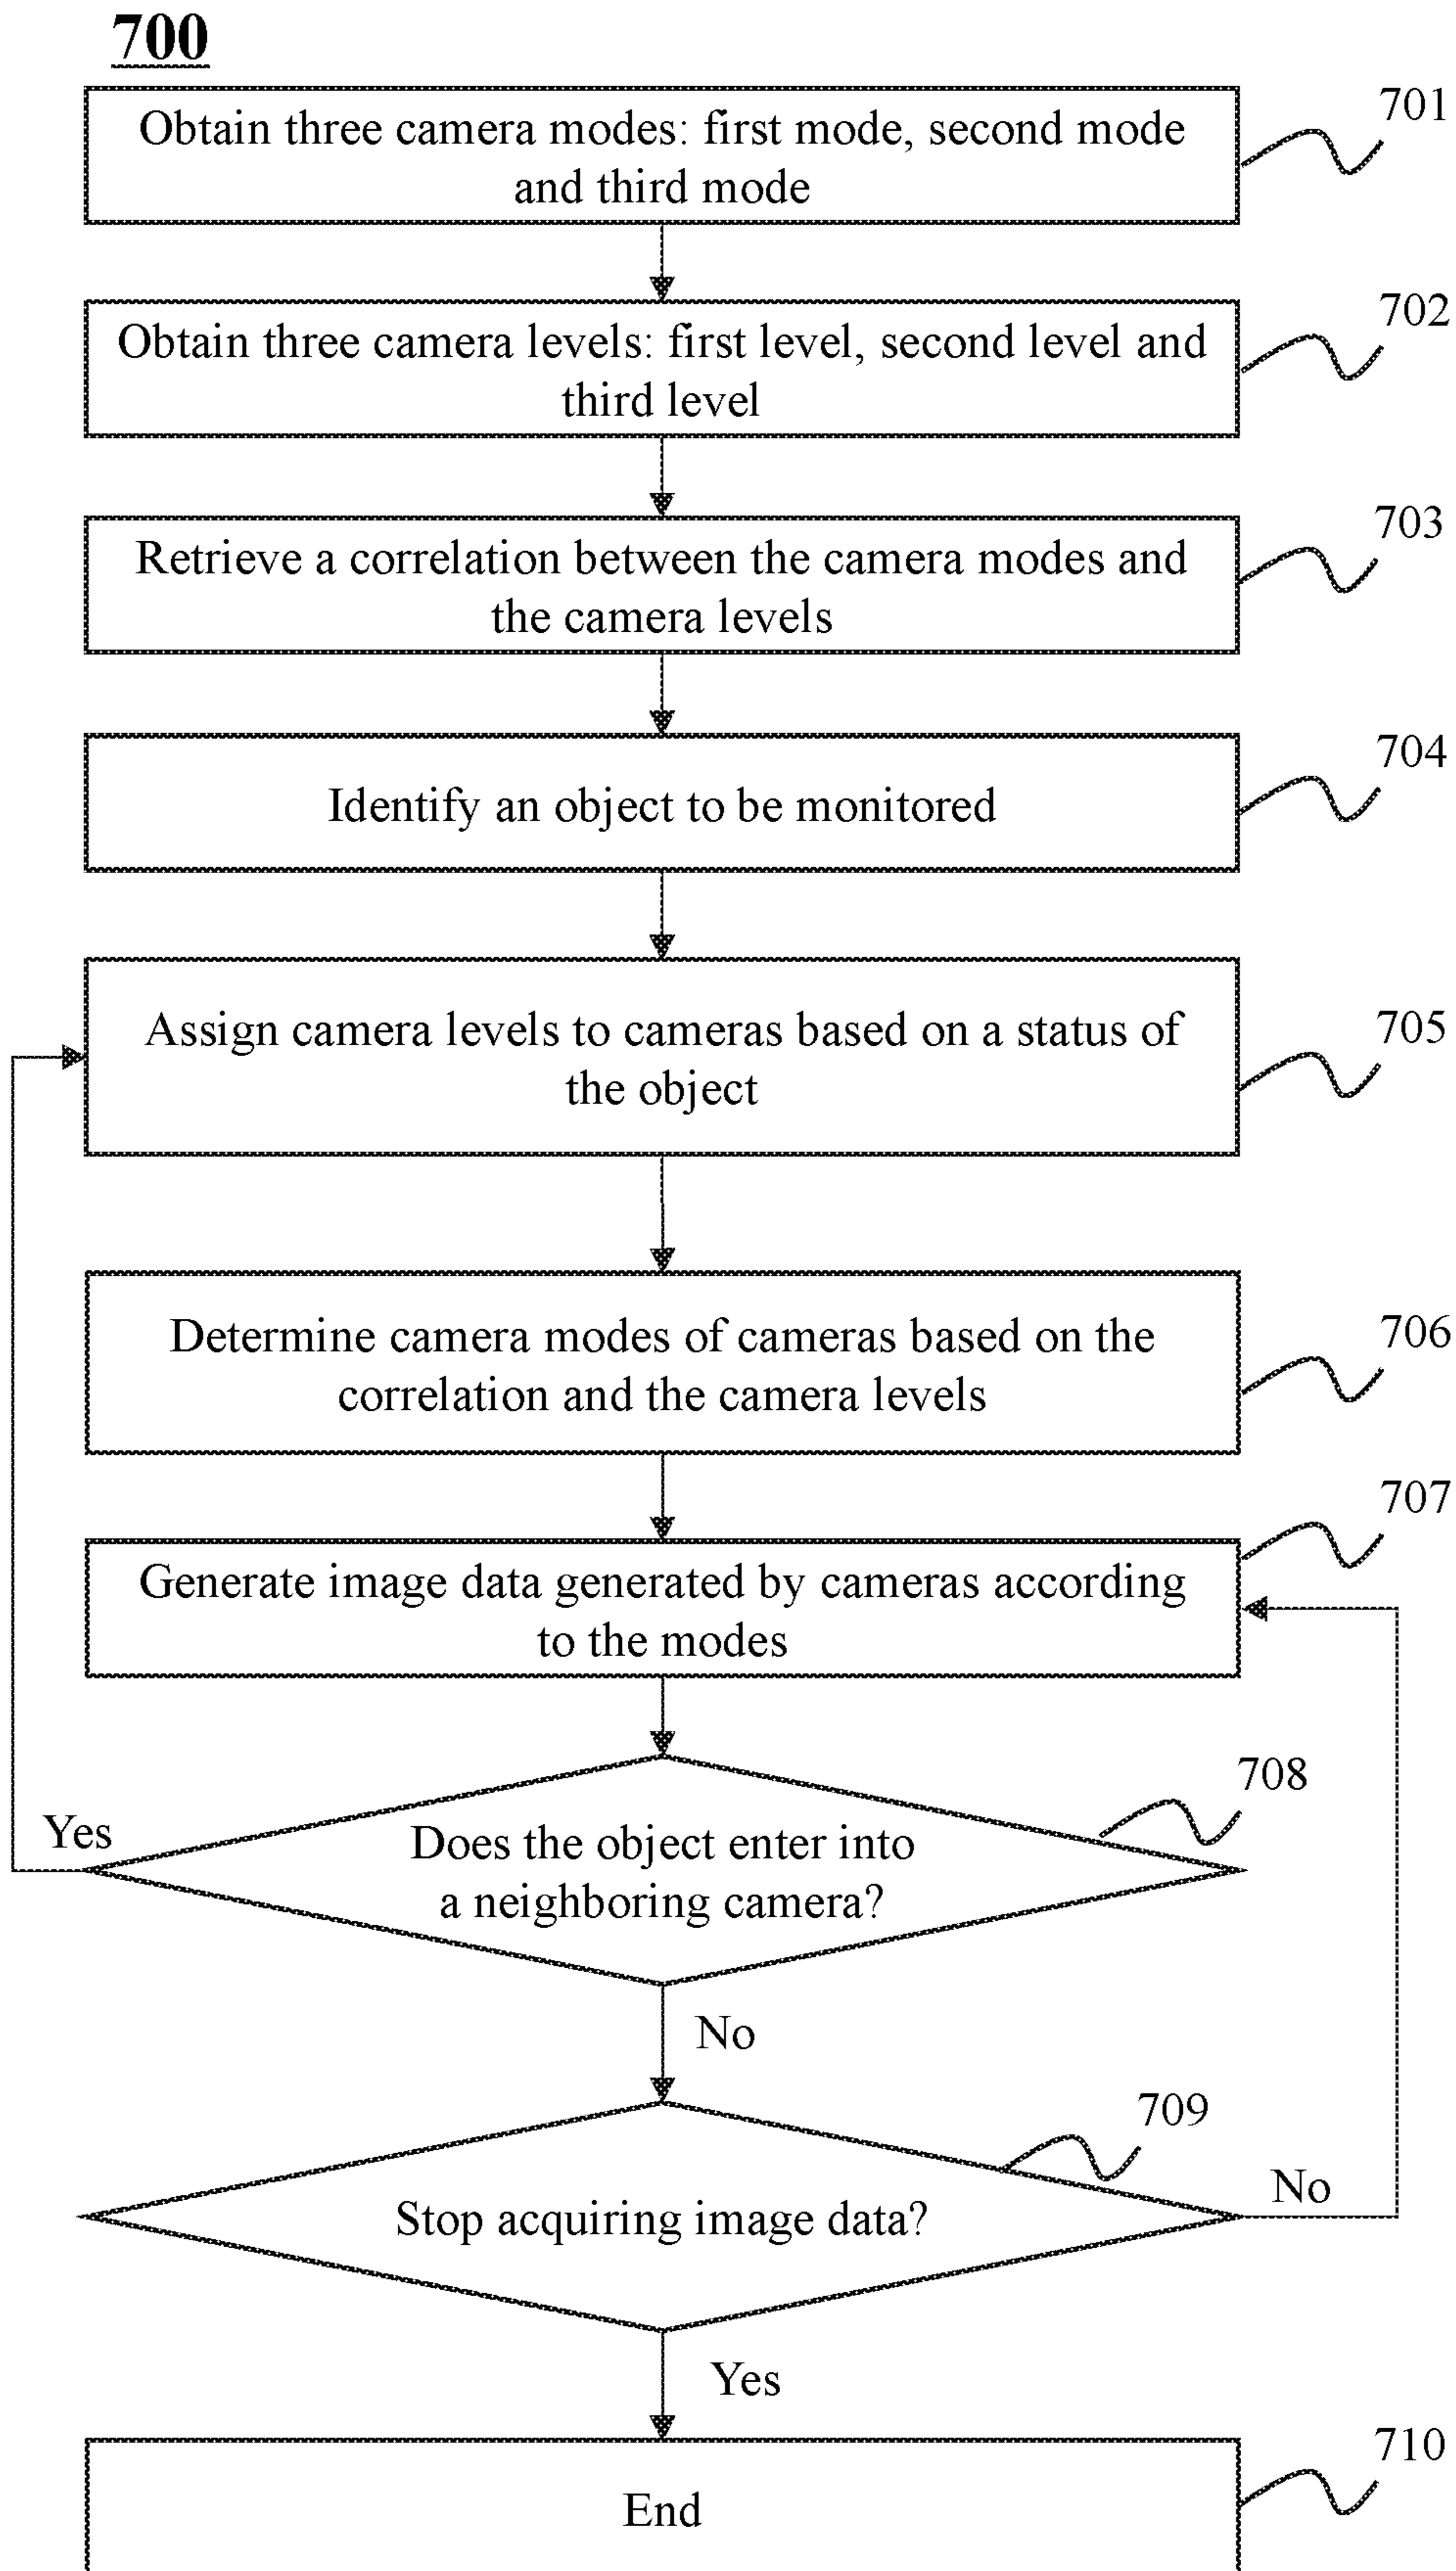 700
Obtain three camera modes: first mode, second mode
and third mode
701
Obtain three camera levels: first level, second level and
third level
702
Retrieve a correlation between the camera modes and
the camera levels
703
Identify an object to be monitored
704
Assign camera levels to cameras based on a status of
the object
705
Determine camera modes of cameras based on the
correlation and the camera levels
706
Generate image data generated by cameras according
to the modes
707
Does the object enter into
a neighboring camera?
708
Yes
No
Stop acquiring image data?
709
No
Yes
End
710